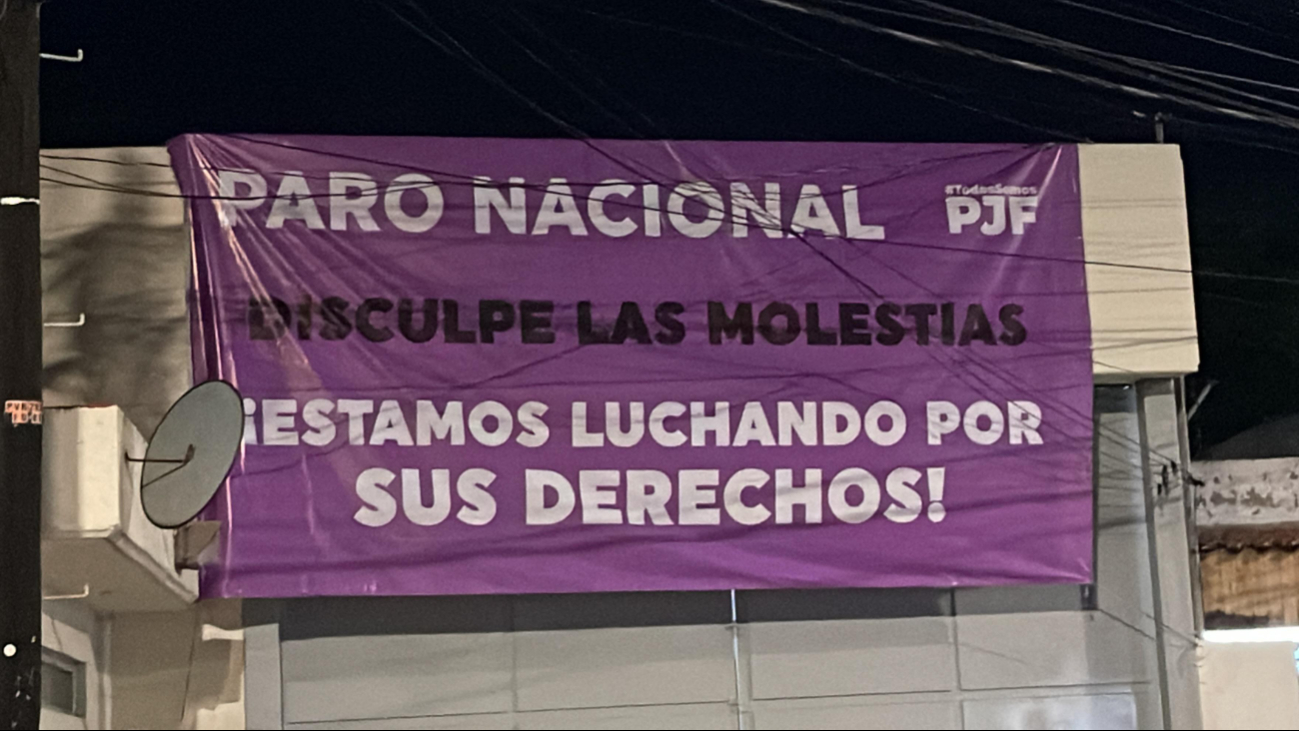 PARO NACIONAL
#TodosSomos
PJF
DISCULPE LAS MOLESTIAS
¡ESTAMOS LUCHANDO POR
SUS DERECHOS!